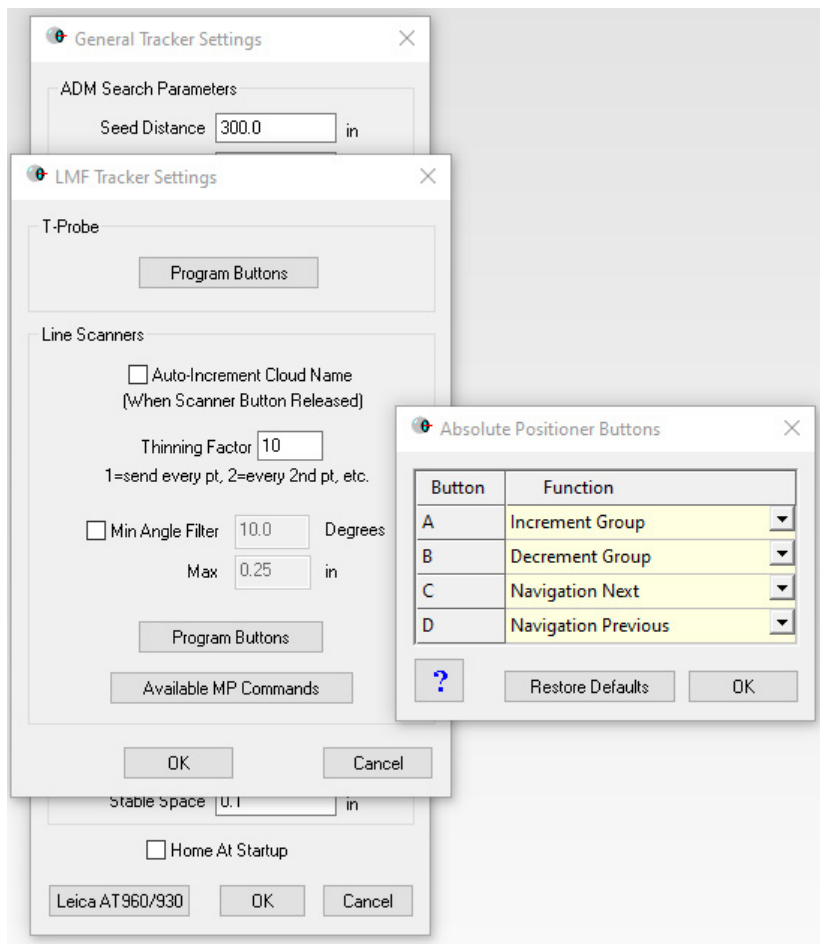 General Tracker Settings
ADM Search Parameters
Seed Distance 300.0 in
LMF Tracker Settings
T-Probe
Program Buttons
Line Scanners
Auto-Increment Cloud Name
(When Scanner Button Released)
Thinning Factor 10
1=send every pt, 2=every 2nd pt, etc.
Min Angle Filter 10.0 Degrees
Max 0.25 in
Program Buttons
Available MP Commands
OK Cancel
Absolute Positioner Buttons
Button Function
A Increment Group
B Decrement Group
C Navigation Next
D Navigation Previous
? Restore Defaults OK
Stable Space 0.1 in
Home At Startup
Leica AT960/930 OK Cancel